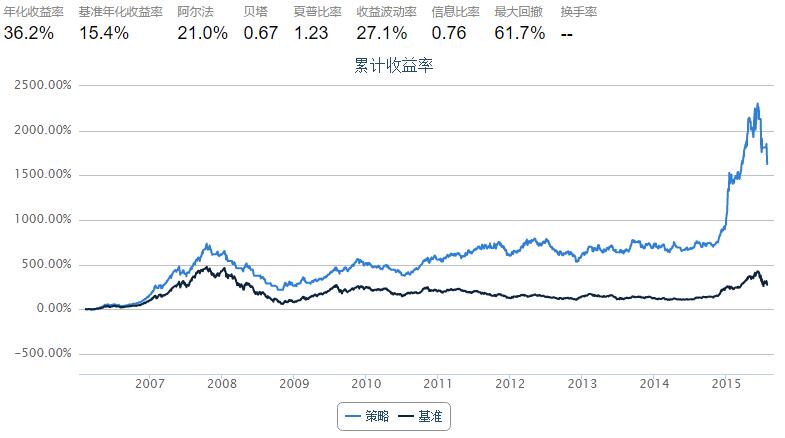 年化收益率 基准年化收益率 阿尔法 贝塔 夏普比率 收益波动率 信息比率 最大回撤 换手率
36.2% 15.4% 21.0% 0.67 1.23 27.1% 0.76 61.7% --
累计收益率
2500.00%
2000.00%
1500.00%
1000.00%
500.00%
0.00%
-500.00%
2007 2008 2009 2010 2011 2012 2013 2014 2015
策略 基准